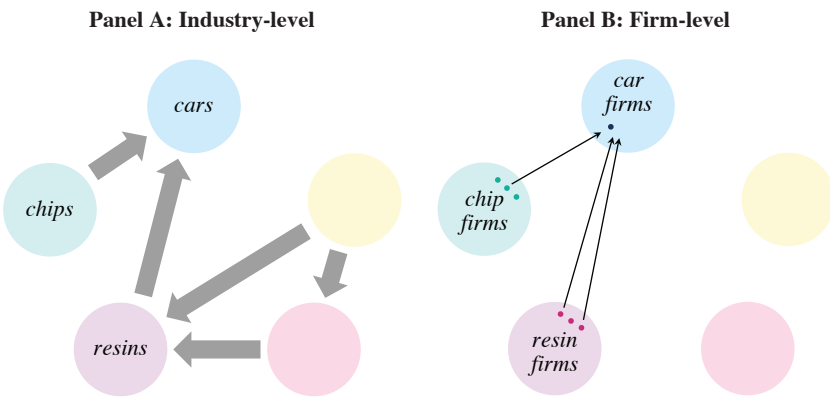 Panel A: Industry-level
Panel B: Firm-level
cars
chips
resins
car
firms
chip
firms
resin
firms